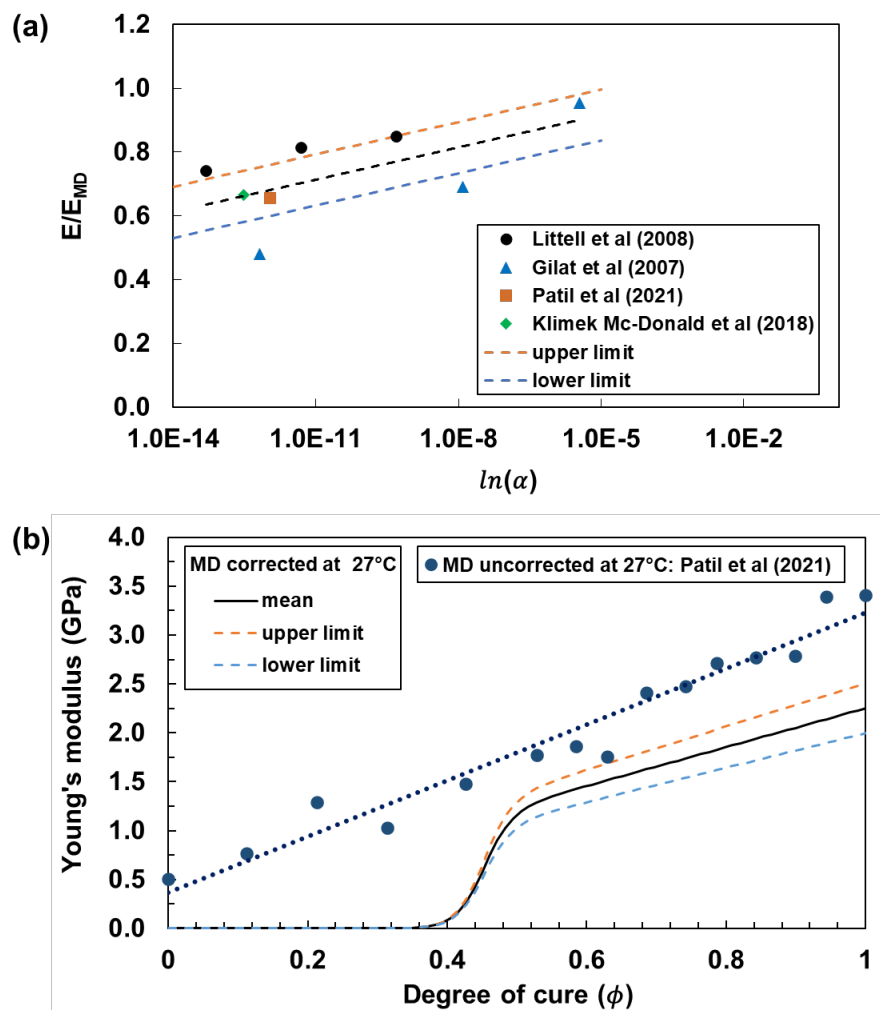 (a)
1.2
1.0
0.8
0.6
0.4
0.2
0.0
E/E_MD
Littell et al (2008)
Gilat et al (2007)
Patil et al (2021)
Klimek Mc-Donald et al (2018)
upper limit
lower limit
1.0E-14 1.0E-11 1.0E-8 1.0E-5 1.0E-2
ln(α)
(b)
4.0
3.5
3.0
2.5
2.0
1.5
1.0
0.5
0.0
Young's modulus (GPa)
MD corrected at 27°C
mean
upper limit
lower limit
MD uncorrected at 27°C: Patil et al (2021)
0 0.2 0.4 0.6 0.8 1
Degree of cure (ϕ)